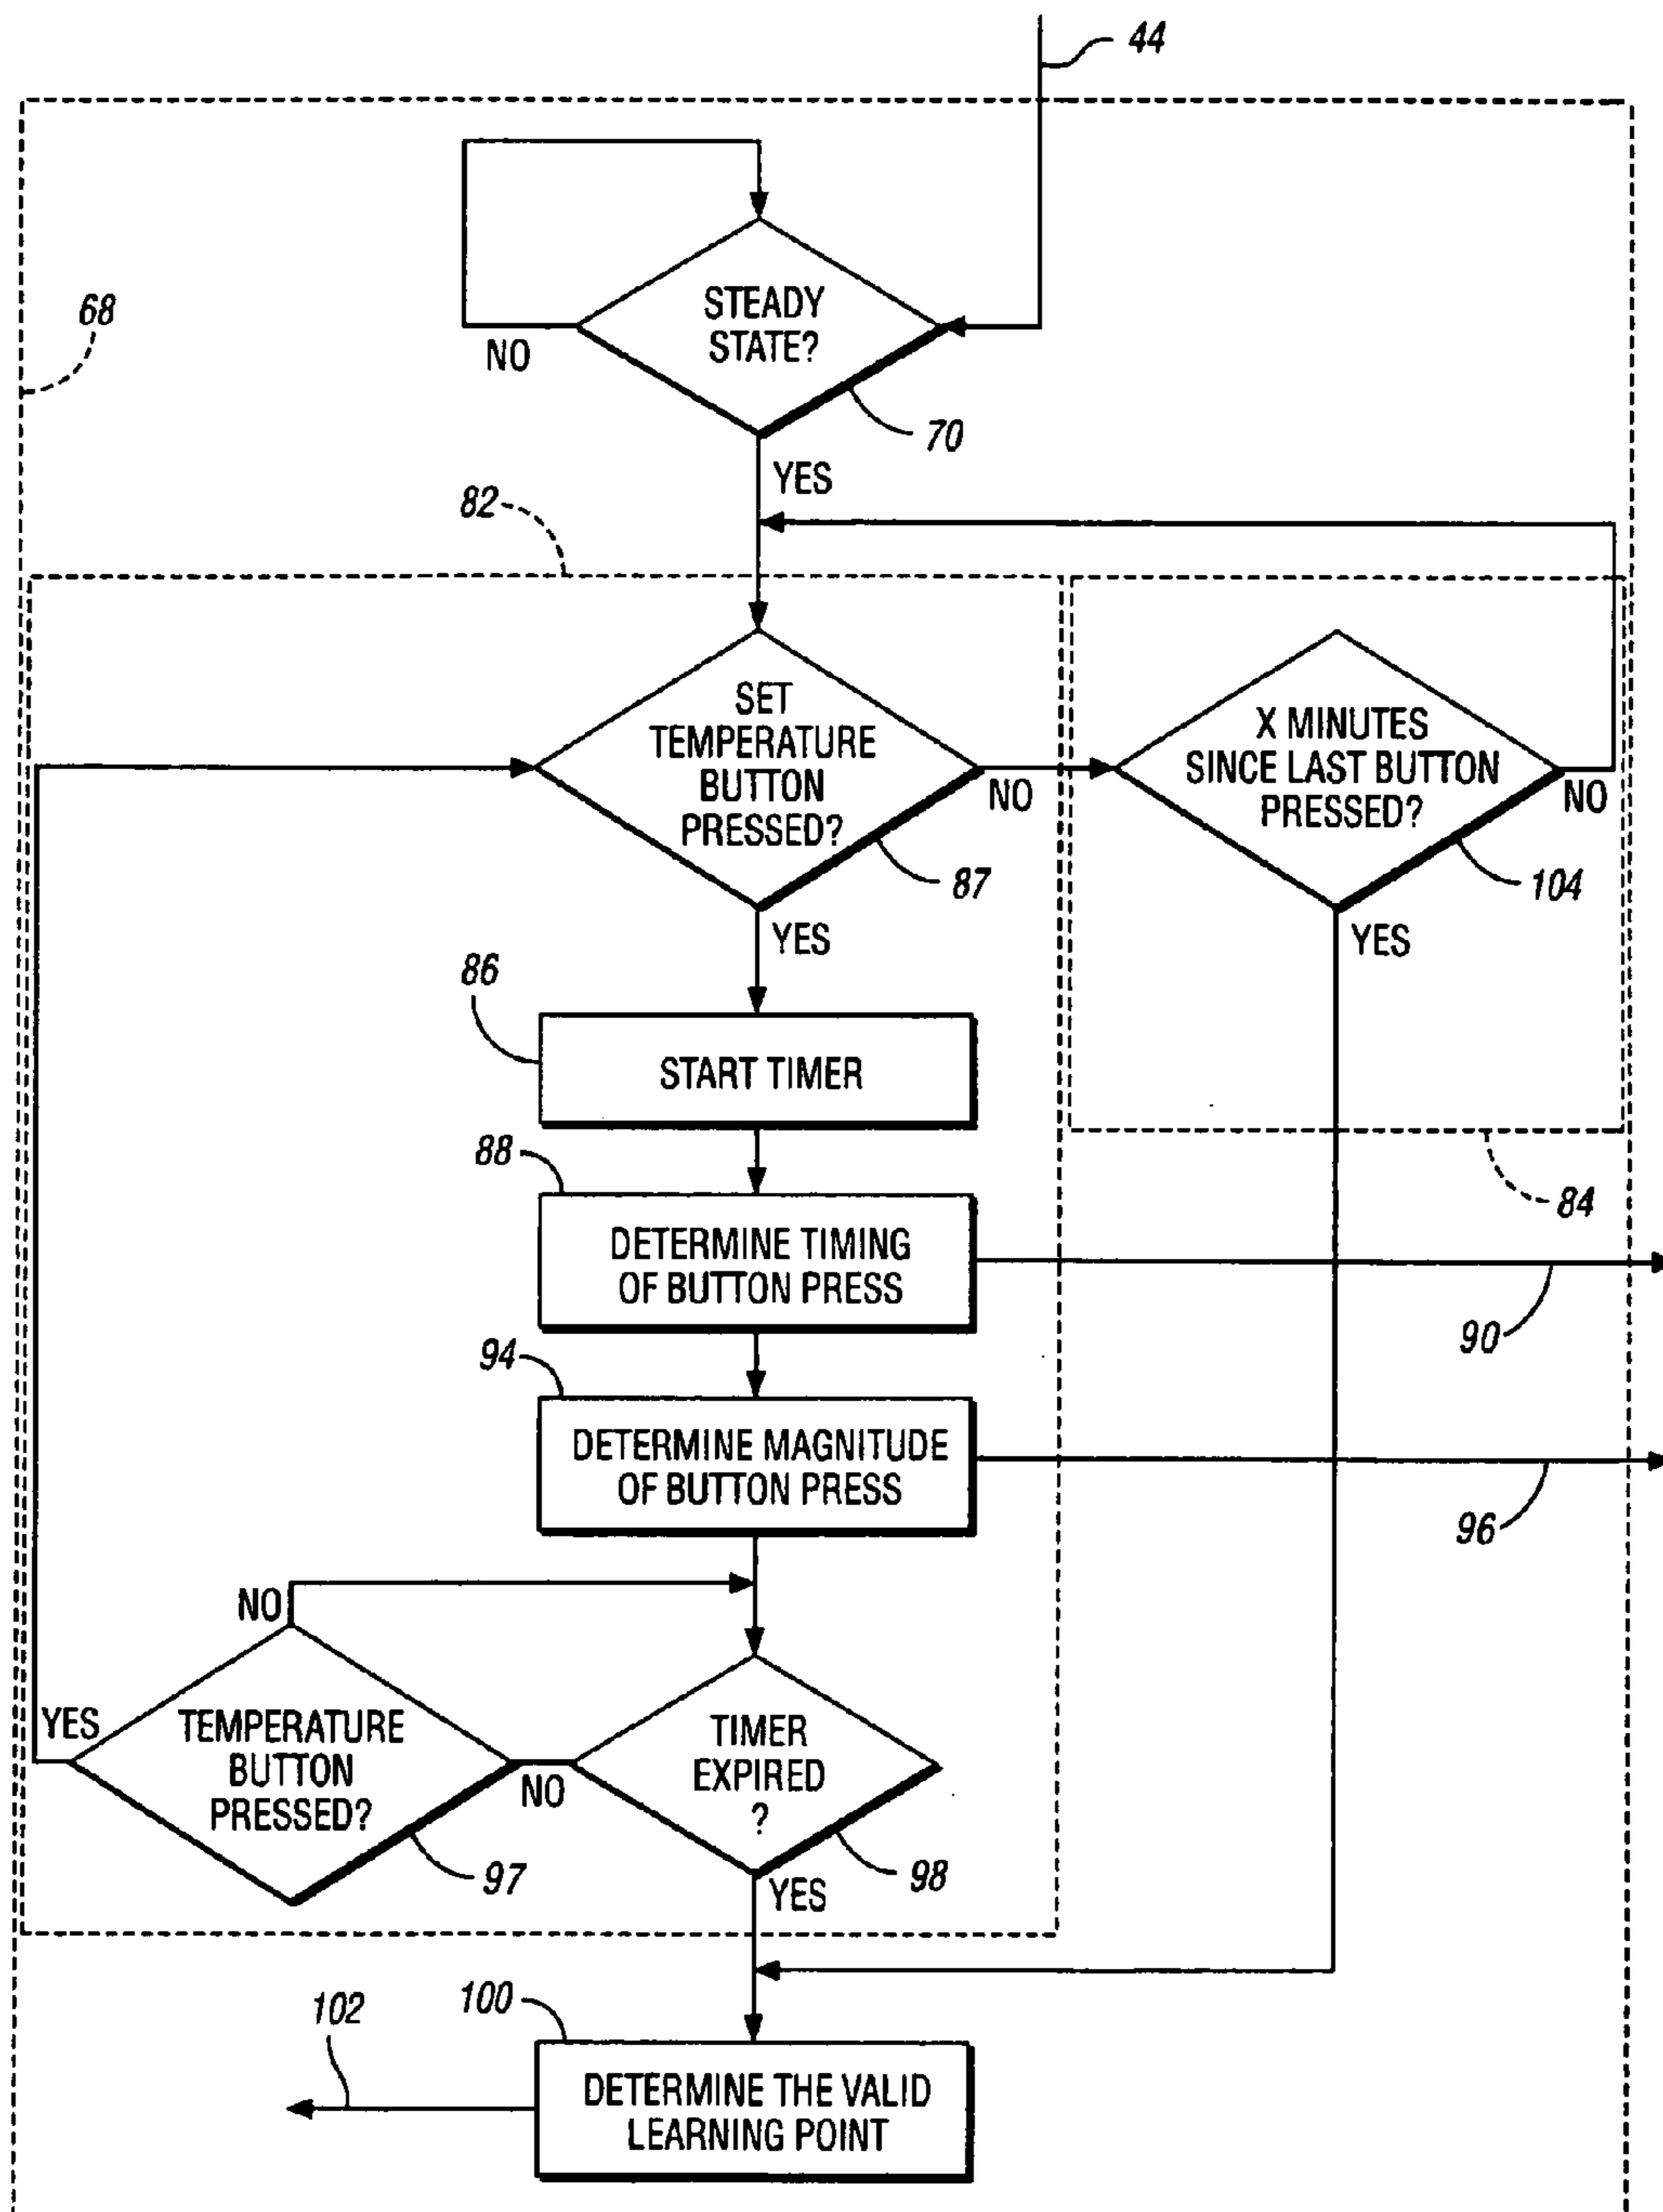 44
68
STEADY
STATE?
NO
70
YES
82
SET
TEMPERATURE
BUTTON
PRESSED?
NO
87
YES
X MINUTES
SINCE LAST BUTTON
PRESSED?
NO
104
YES
86
START TIMER
88
DETERMINE TIMING
OF BUTTON PRESS
84
90
94
DETERMINE MAGNITUDE
OF BUTTON PRESS
96
NO
YES
TEMPERATURE
BUTTON
PRESSED?
NO
97
TIMER
EXPIRED
?
98
YES
102
100
DETERMINE THE VALID
LEARNING POINT